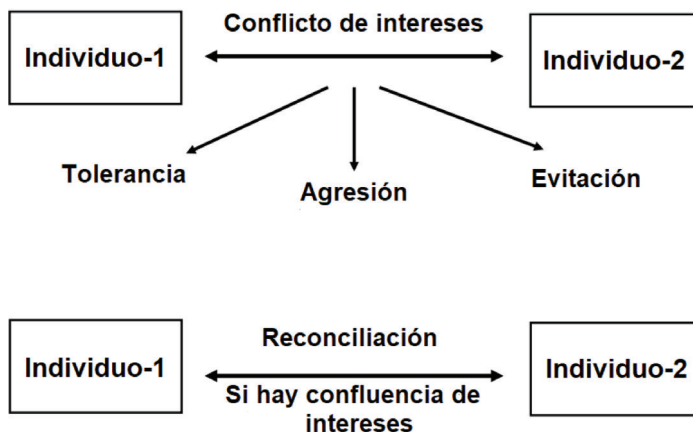 Conflicto de intereses
Individuo-1
Individuo-2
Tolerancia
Agresión
Evitación
Reconciliación
Individuo-1
Individuo-2
Si hay confluencia de
intereses